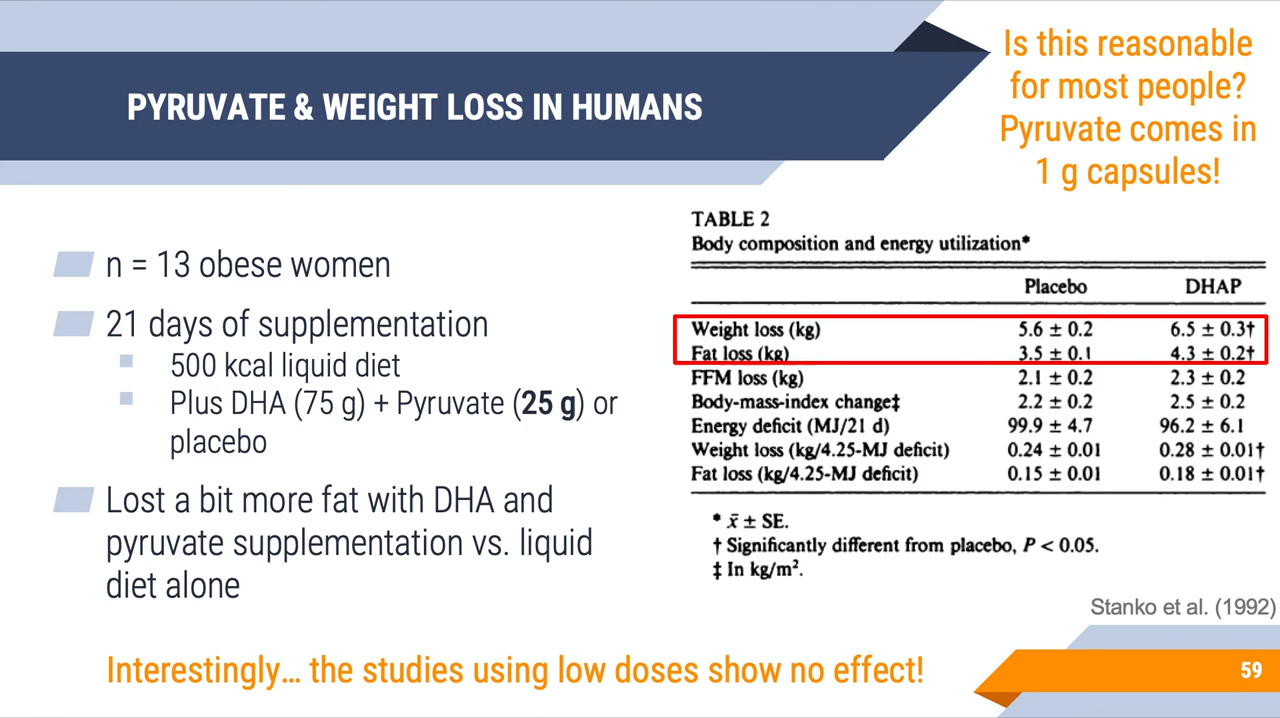 PYRUVATE & WEIGHT LOSS IN HUMANS
Is this reasonable
for most people?
Pyruvate comes in
1 g capsules!
n = 13 obese women
21 days of supplementation
500 kcal liquid diet
Plus DHA (75 g) + Pyruvate (25 g) or
placebo
Lost a bit more fat with DHA and
pyruvate supplementation vs. liquid
diet alone
TABLE 2
Body composition and energy utilization*
Placebo DHAP
Weight loss (kg) 5.6 ± 0.2 6.5 ± 0.3†
Fat loss (kg) 3.5 ± 0.1 4.3 ± 0.2†
FFM loss (kg) 2.1 ± 0.2 2.3 ± 0.2
Body-mass-index change‡ 2.2 ± 0.2 2.5 ± 0.2
Energy deficit (MJ/21 d) 99.9 ± 4.7 96.2 ± 6.1
Weight loss (kg/4.25-MJ deficit) 0.24 ± 0.01 0.28 ± 0.01†
Fat loss (kg/4.25-MJ deficit) 0.15 ± 0.01 0.18 ± 0.01†
* x̄ ± SE.
† Significantly different from placebo, P < 0.05.
‡ In kg/m².
Stanko et al. (1992)
Interestingly… the studies using low doses show no effect!
59